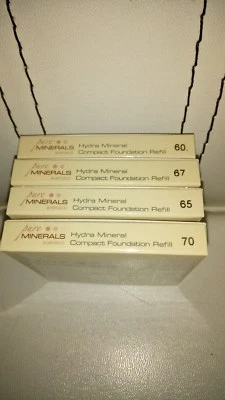 pure
MINERALS
Hydra Mineral
Compact Foundation Refill
60
pure
MINERALS
Hydra Mineral
Compact Foundation Refill
67
pure
MINERALS
Hydra Mineral
Compact Foundation Refill
65
pure
MINERALS
Hydra Mineral
Compact Foundation Refill
70